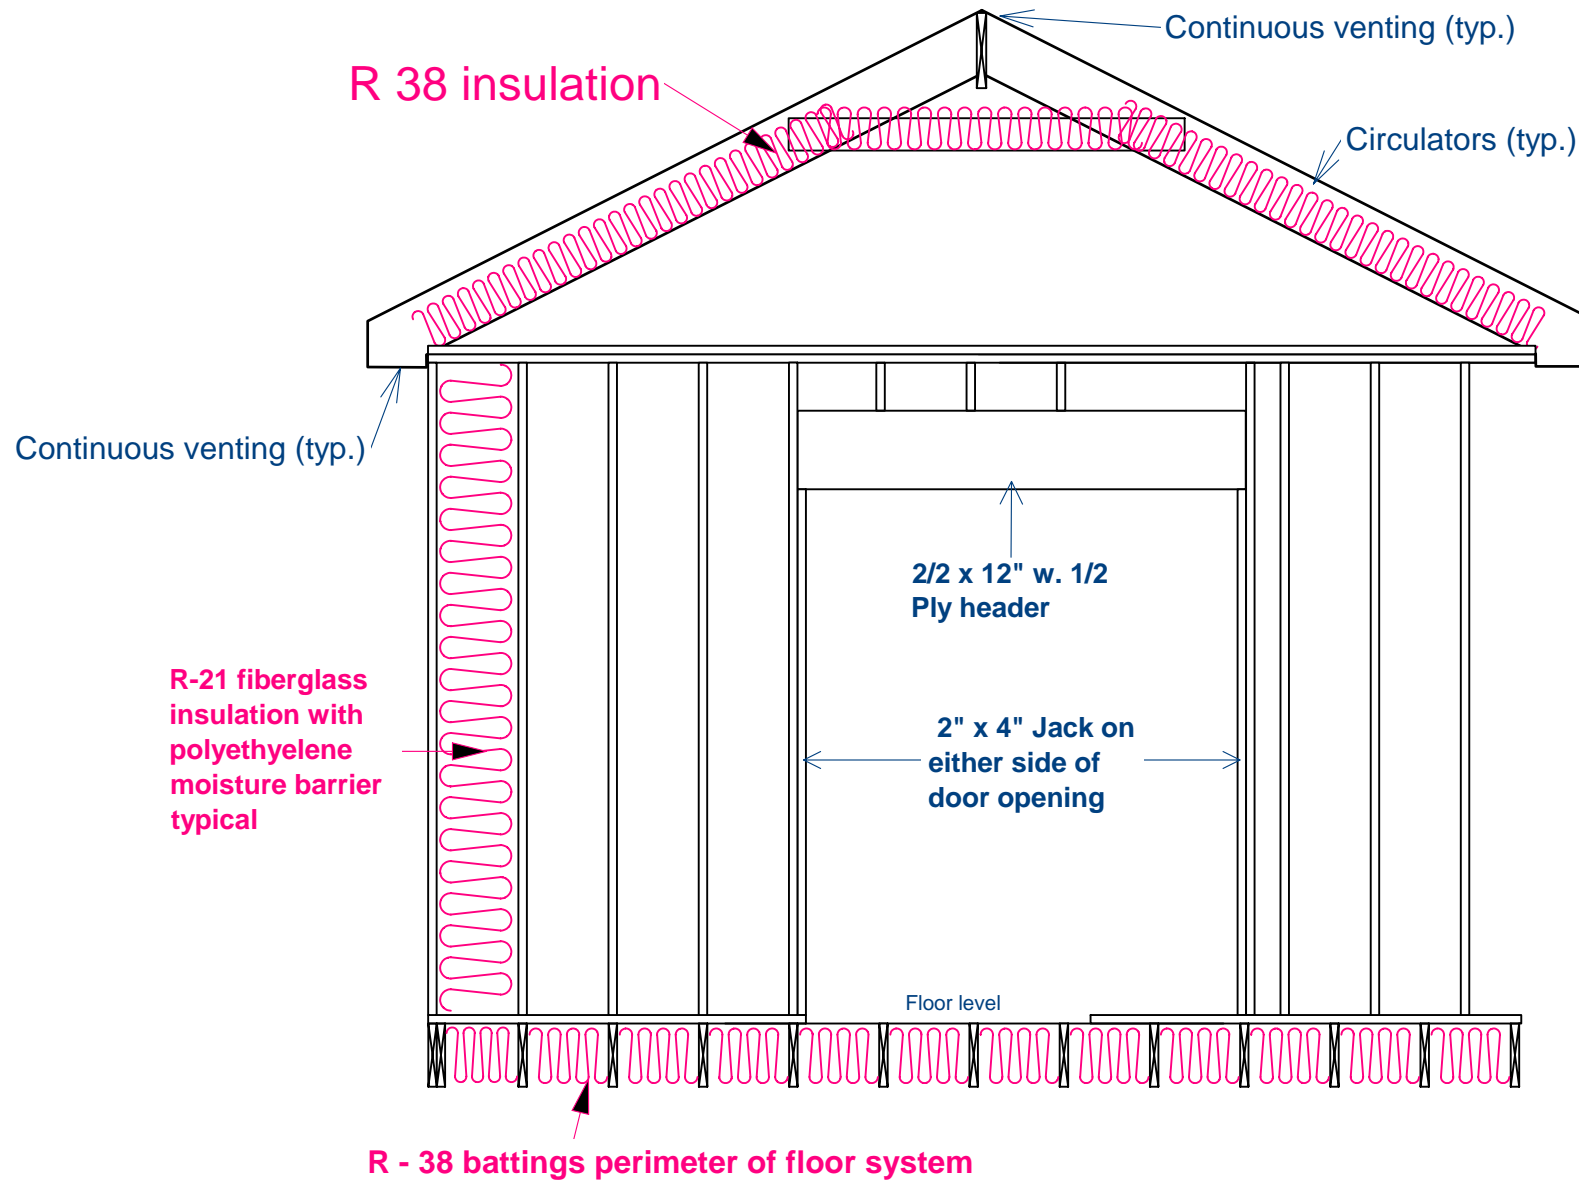 Continuous venting (typ.)
R 38 insulation
Circulators (typ.)
Continuous venting (typ.)
2/2 x 12" w. 1/2
Ply header
R-21 fiberglass
insulation with
polyethyelene
moisture barrier
typical
2" x 4" Jack on
either side of
door opening
Floor level
R - 38 battings perimeter of floor system